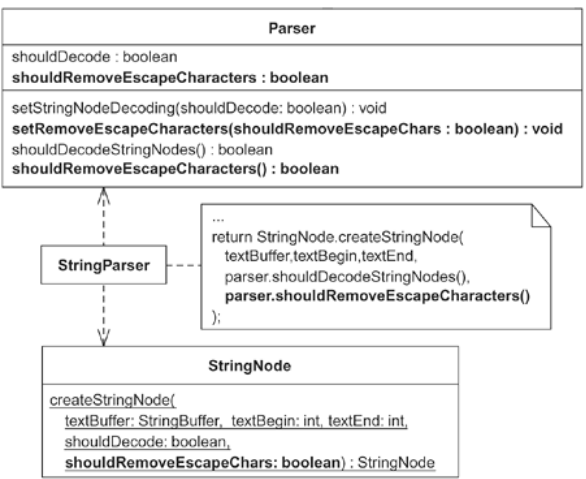 Parser
shouldDecode : boolean
shouldRemoveEscapeCharacters : boolean
setStringNodeDecoding(shouldDecode: boolean) : void
setRemoveEscapeCharacters(shouldRemoveEscapeChars : boolean) : void
shouldDecodeStringNodes() : boolean
shouldRemoveEscapeCharacters() : boolean
StringParser
...
return StringNode.createStringNode(
textBuffer,textBegin,textEnd,
parser.shouldDecodeStringNodes(),
parser.shouldRemoveEscapeCharacters()
);
StringNode
createStringNode(
textBuffer: StringBuffer, textBegin: int, textEnd: int,
shouldDecode: boolean,
shouldRemoveEscapeChars: boolean) : StringNode